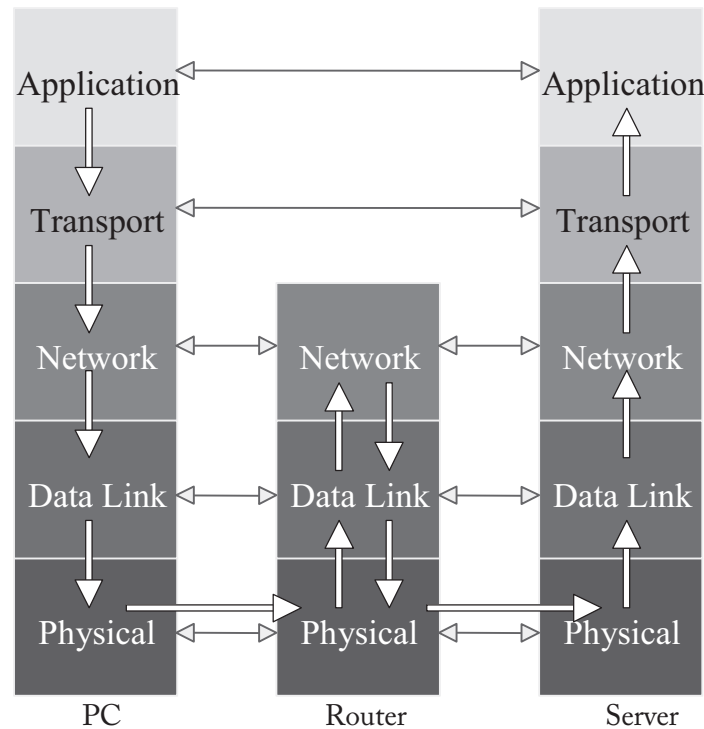 Application
Application
Transport
Transport
Network
Network
Network
Data Link
Data Link
Data Link
Physical
Physical
Physical
PC
Router
Server